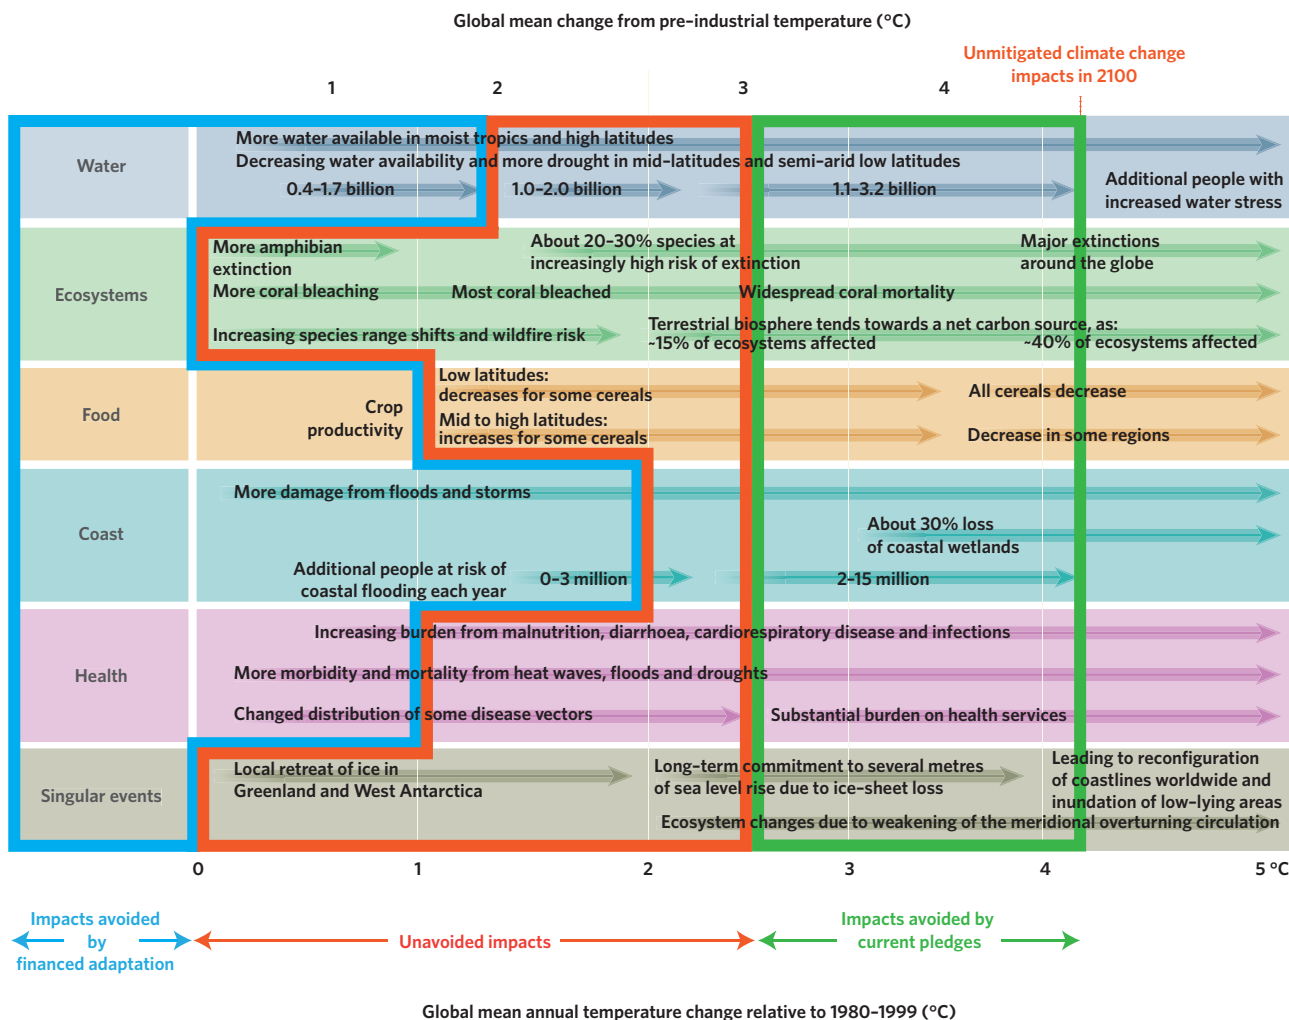 Global mean change from pre-industrial temperature (°C)
Unmitigated climate change
impacts in 2100
1 2 3 4
Water
More water available in moist tropics and high latitudes
Decreasing water availability and more drought in mid-latitudes and semi-arid low latitudes
0.4–1.7 billion 1.0–2.0 billion 1.1–3.2 billion
Additional people with
increased water stress
Ecosystems
More amphibian
extinction
About 20–30% species at
increasingly high risk of extinction
Major extinctions
around the globe
More coral bleaching Most coral bleached Widespread coral mortality
Increasing species range shifts and wildfire risk
Terrestrial biosphere tends towards a net carbon source, as:
~15% of ecosystems affected ~40% of ecosystems affected
Food
Crop
productivity
Low latitudes:
decreases for some cereals
All cereals decrease
Mid to high latitudes:
increases for some cereals
Decrease in some regions
Coast
More damage from floods and storms
About 30% loss
of coastal wetlands
Additional people at risk of
coastal flooding each year
0–3 million 2–15 million
Health
Increasing burden from malnutrition, diarrhoea, cardiorespiratory disease and infections
More morbidity and mortality from heat waves, floods and droughts
Changed distribution of some disease vectors Substantial burden on health services
Singular events
Local retreat of ice in
Greenland and West Antarctica
Long-term commitment to several metres
of sea level rise due to ice-sheet loss
Leading to reconfiguration
of coastlines worldwide and
inundation of low-lying areas
Ecosystem changes due to weakening of the meridional overturning circulation
0 1 2 3 4 5 °C
Impacts avoided
by
financed adaptation
Unavoided impacts
Impacts avoided by
current pledges
Global mean annual temperature change relative to 1980–1999 (°C)